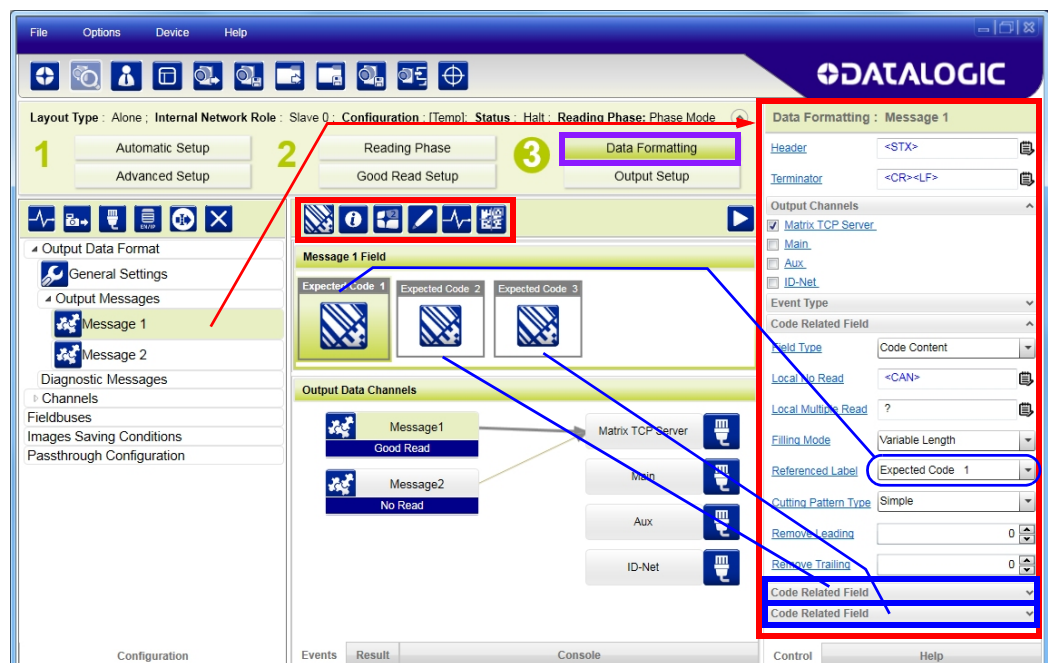 File Options Device Help
DATALOGIC
Layout Type : Alone ; Internal Network Role : Slave 0 ; Configuration : [Temp]; Status : Halt ; Reading Phase: Phase Mode
1 Automatic Setup 2 Reading Phase 3 Data Formatting
Advanced Setup Good Read Setup Output Setup
EN/IP
Output Data Format
General Settings
Output Messages
Message 1
Message 2
Diagnostic Messages
Channels
Fieldbuses
Images Saving Conditions
Passthrough Configuration
Configuration
Message 1 Field
Expected Code 1 Expected Code 2 Expected Code 3
Output Data Channels
Message1
Good Read
Message2
No Read
Matrix TCP Server
Main
Aux
ID-Net
Events Result Console
Data Formatting : Message 1
Header <STX>
Terminator <CR><LF>
Output Channels
Matrix TCP Server
Main
Aux
ID-Net
Event Type
Code Related Field
Field Type Code Content
Local No Read <CAN>
Local Multiple Read ?
Filling Mode Variable Length
Referenced Label Expected Code 1
Cutting Pattern Type Simple
Remove Leading 0
Remove Trailing 0
Code Related Field
Code Related Field
Control Help